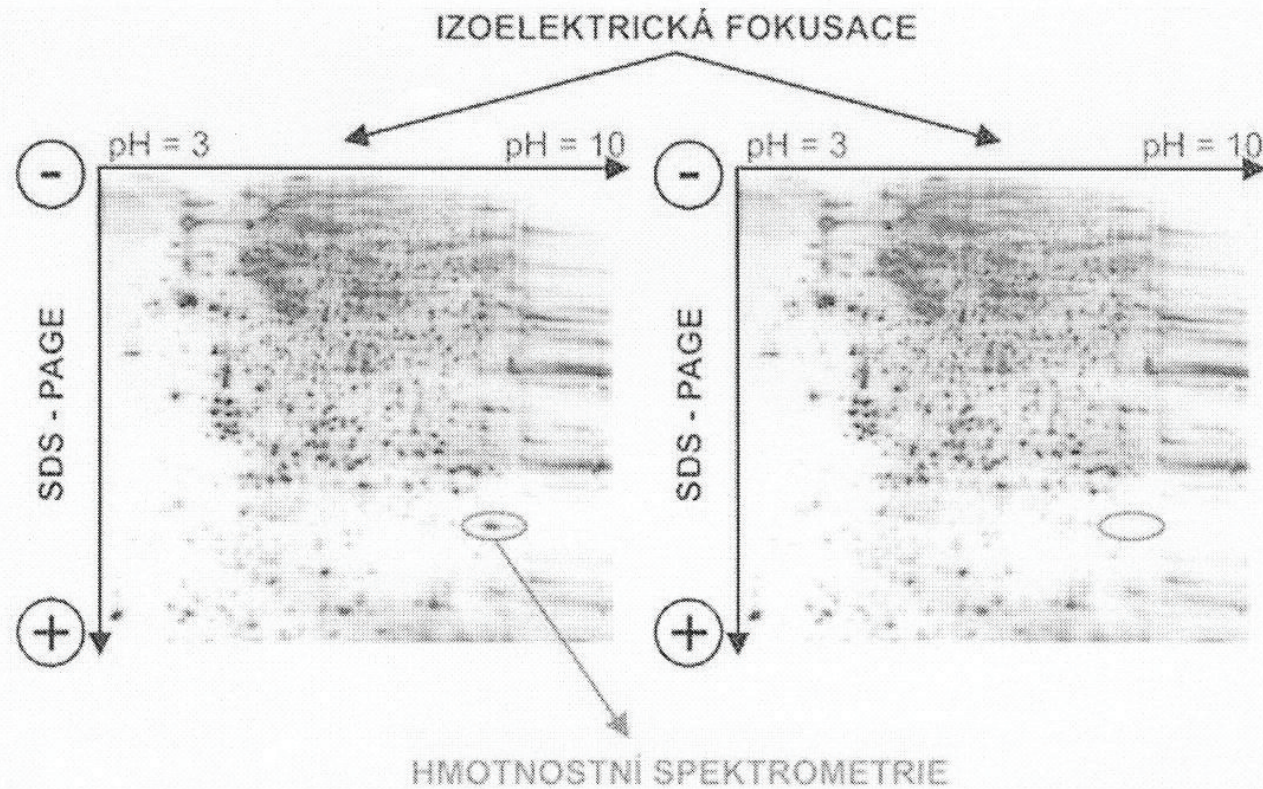 IZOELEKTRICKÁ FOKUSACE
pH = 3 pH = 10 pH = 3 pH = 10
- -
SDS - PAGE SDS - PAGE
+ +
HMOTNOSTNÍ SPEKTROMETRIE